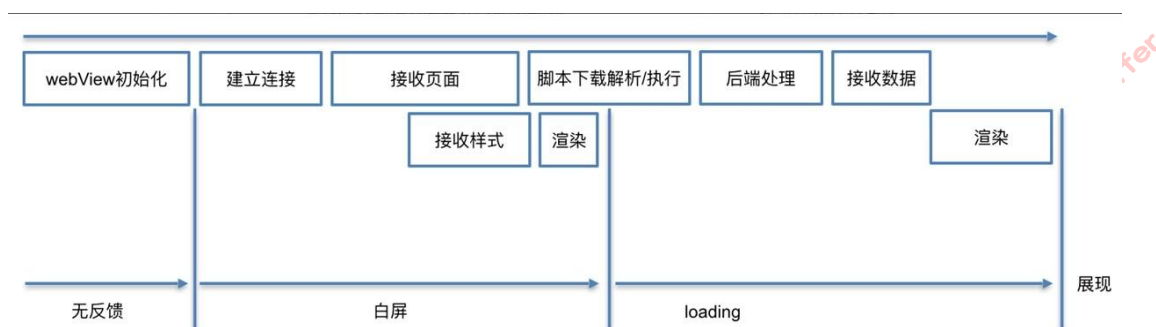 webView初始化
建立连接
接收页面
脚本下载解析/执行
后端处理
接收数据
接收样式
渲染
渲染
无反馈
白屏
loading
展现
fer